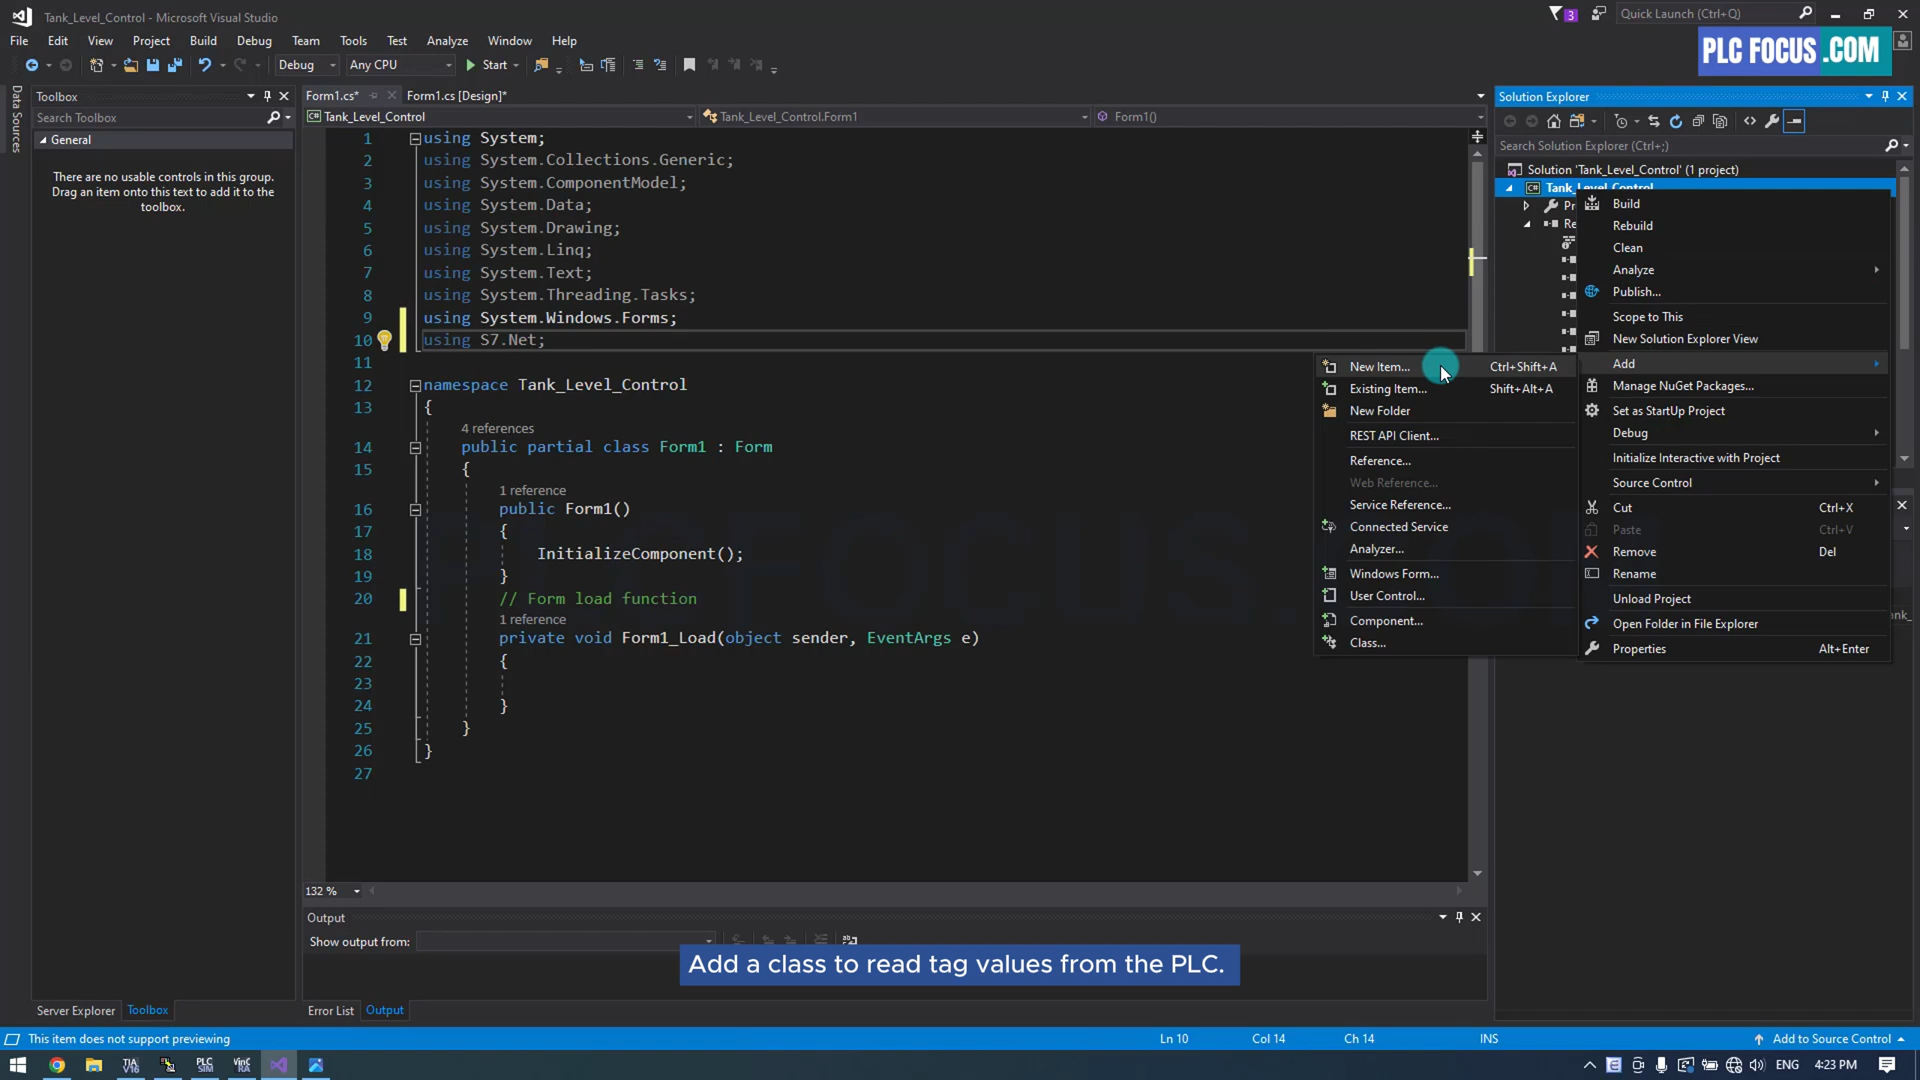 Tank_Level_Control - Microsoft Visual Studio
3
Quick Launch (Ctrl+Q)
File Edit View Project Build Debug Team Tools Test Analyze Window Help
PLC FOCUS .COM
Debug Any CPU Start
Data Sources
Toolbox
Search Toolbox
General
There are no usable controls in this group.
Drag an item onto this text to add it to the
toolbox.
Form1.cs* Form1.cs [Design]*
Tank_Level_Control Tank_Level_Control.Form1 Form1()
1 using System;
2 using System.Collections.Generic;
3 using System.ComponentModel;
4 using System.Data;
5 using System.Drawing;
6 using System.Linq;
7 using System.Text;
8 using System.Threading.Tasks;
9 using System.Windows.Forms;
10 using S7.Net;
11
12 namespace Tank_Level_Control
13 {
4 references
14 public partial class Form1 : Form
15 {
1 reference
16 public Form1()
17 {
18 InitializeComponent();
19 }
20 // Form load function
1 reference
21 private void Form1_Load(object sender, EventArgs e)
22 {
23
24 }
25 }
26 }
27
132 %
Output
Show output from:
Add a class to read tag values from the PLC.
Solution Explorer
Search Solution Explorer (Ctrl+;)
Solution 'Tank_Level_Control' (1 project)
Tank_Level_Control
Pr
Re
Build
Rebuild
Clean
Analyze
Publish...
Scope to This
New Solution Explorer View
Add
Manage NuGet Packages...
Set as StartUp Project
Debug
Initialize Interactive with Project
Source Control
Cut Ctrl+X
Paste Ctrl+V
Remove Del
Rename
Unload Project
Open Folder in File Explorer
Properties Alt+Enter
New Item... Ctrl+Shift+A
Existing Item... Shift+Alt+A
New Folder
REST API Client...
Reference...
Web Reference...
Service Reference...
Connected Service
Analyzer...
Windows Form...
User Control...
Component...
Class...
Server Explorer Toolbox
Error List Output
This item does not support previewing
Ln 10 Col 14 Ch 14 INS
Add to Source Control
ENG 4:23 PM